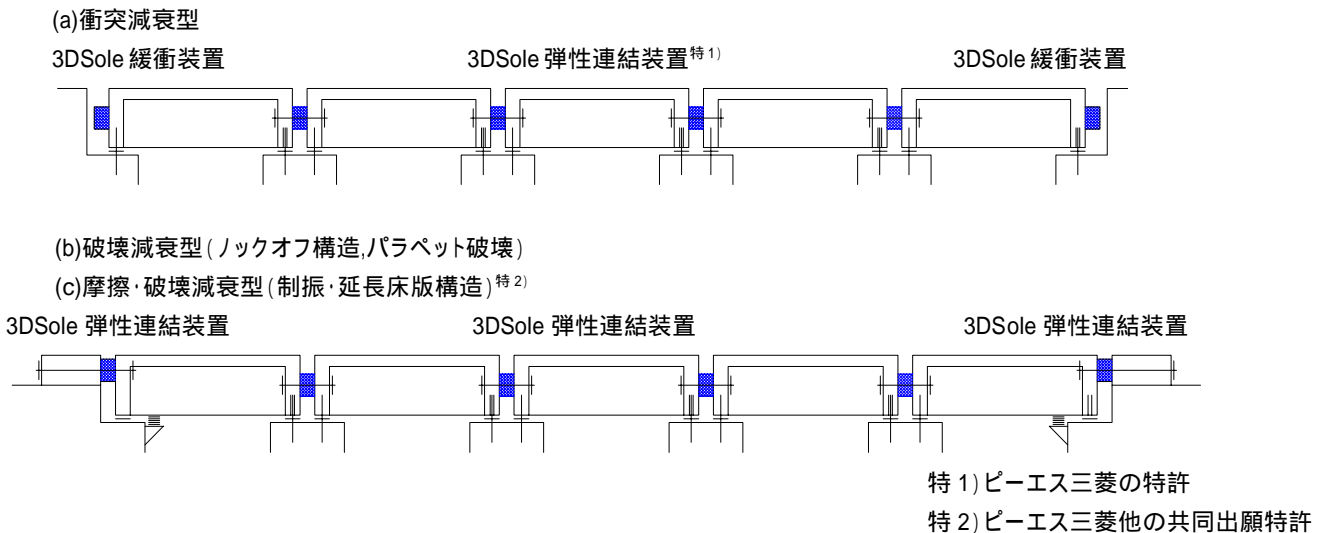 (a)衝突減衰型
3DSole 緩衝装置 3DSole 弾性連結装置特1) 3DSole 緩衝装置
(b)破壊減衰型(ノックオフ構造,パラペット破壊)
(c)摩擦・破壊減衰型(制振・延長床版構造)特2)
3DSole 弾性連結装置 3DSole 弾性連結装置 3DSole 弾性連結装置
特 1)ピーエス三菱の特許
特 2)ピーエス三菱他の共同出願特許